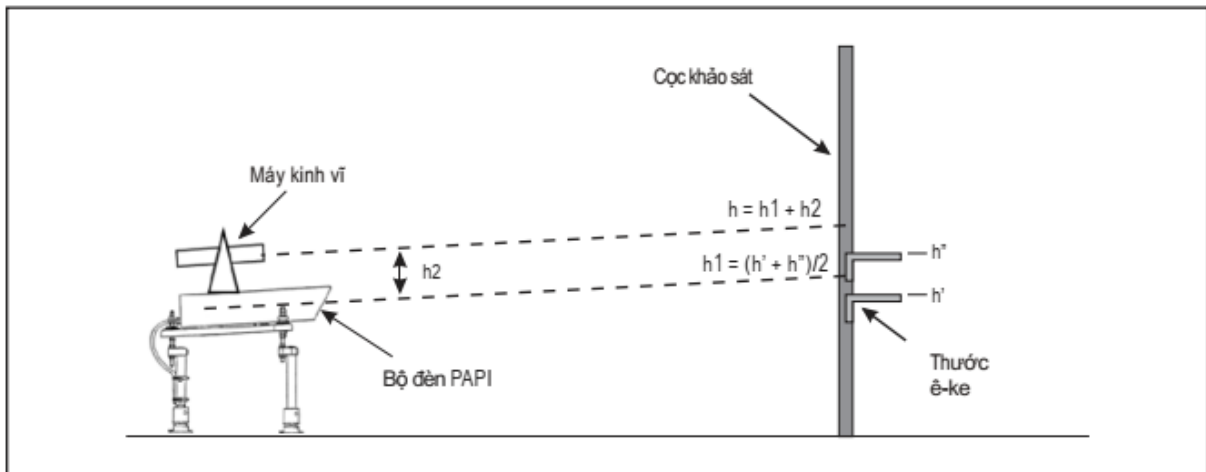 Cọc khảo sát
Máy kinh vĩ
h = h1 + h2
h"
h2
h1 = (h' + h")/2
h'
Bộ đèn PAPI
Thước
ê-ke